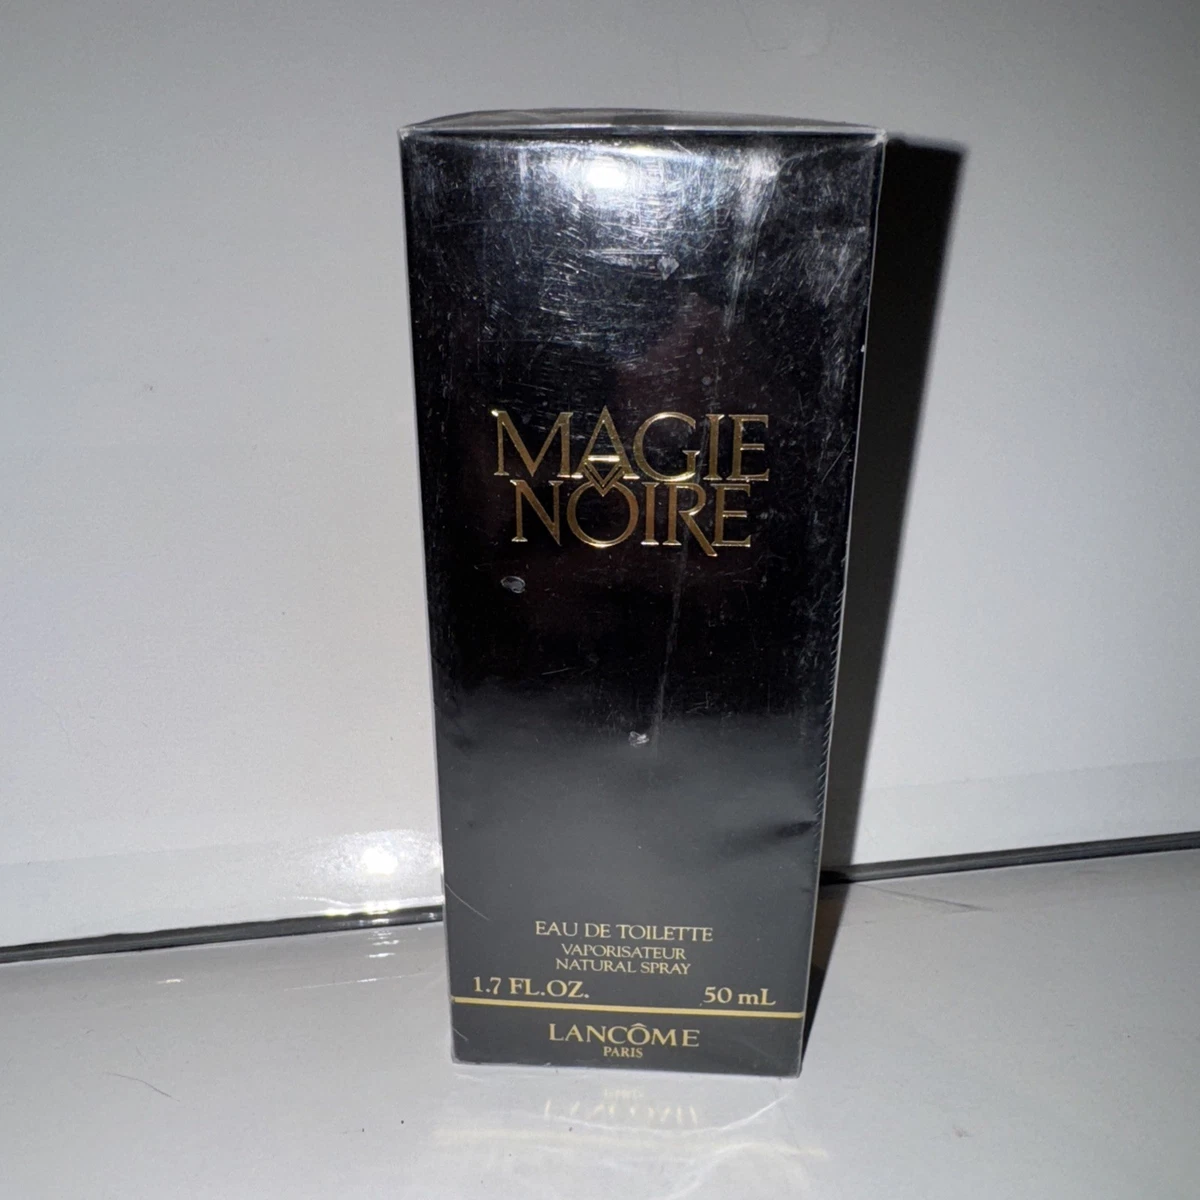 MAGIE
NOIRE
EAU DE TOILETTE
VAPORISATEUR
NATURAL SPRAY
1.7 FL.OZ. 50 mL
LANCÔME
PARIS